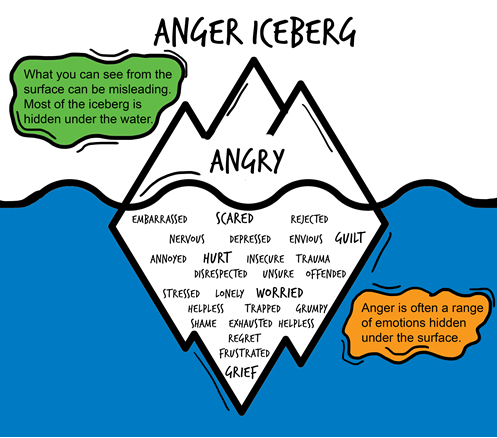 ANGER ICEBERG
What you can see from the
surface can be misleading.
Most of the iceberg is
hidden under the water.
ANGRY
EMBARRASSED SCARED REJECTED
NERVOUS DEPRESSED ENVIOUS GUILT
ANNOYED HURT INSECURE TRAUMA
DISRESPECTED UNSURE OFFENDED
STRESSED LONELY WORRIED
HELPLESS TRAPPED GRUMPY
SHAME EXHAUSTED HELPLESS
REGRET
FRUSTRATED
GRIEF
Anger is often a range
of emotions hidden
under the surface.